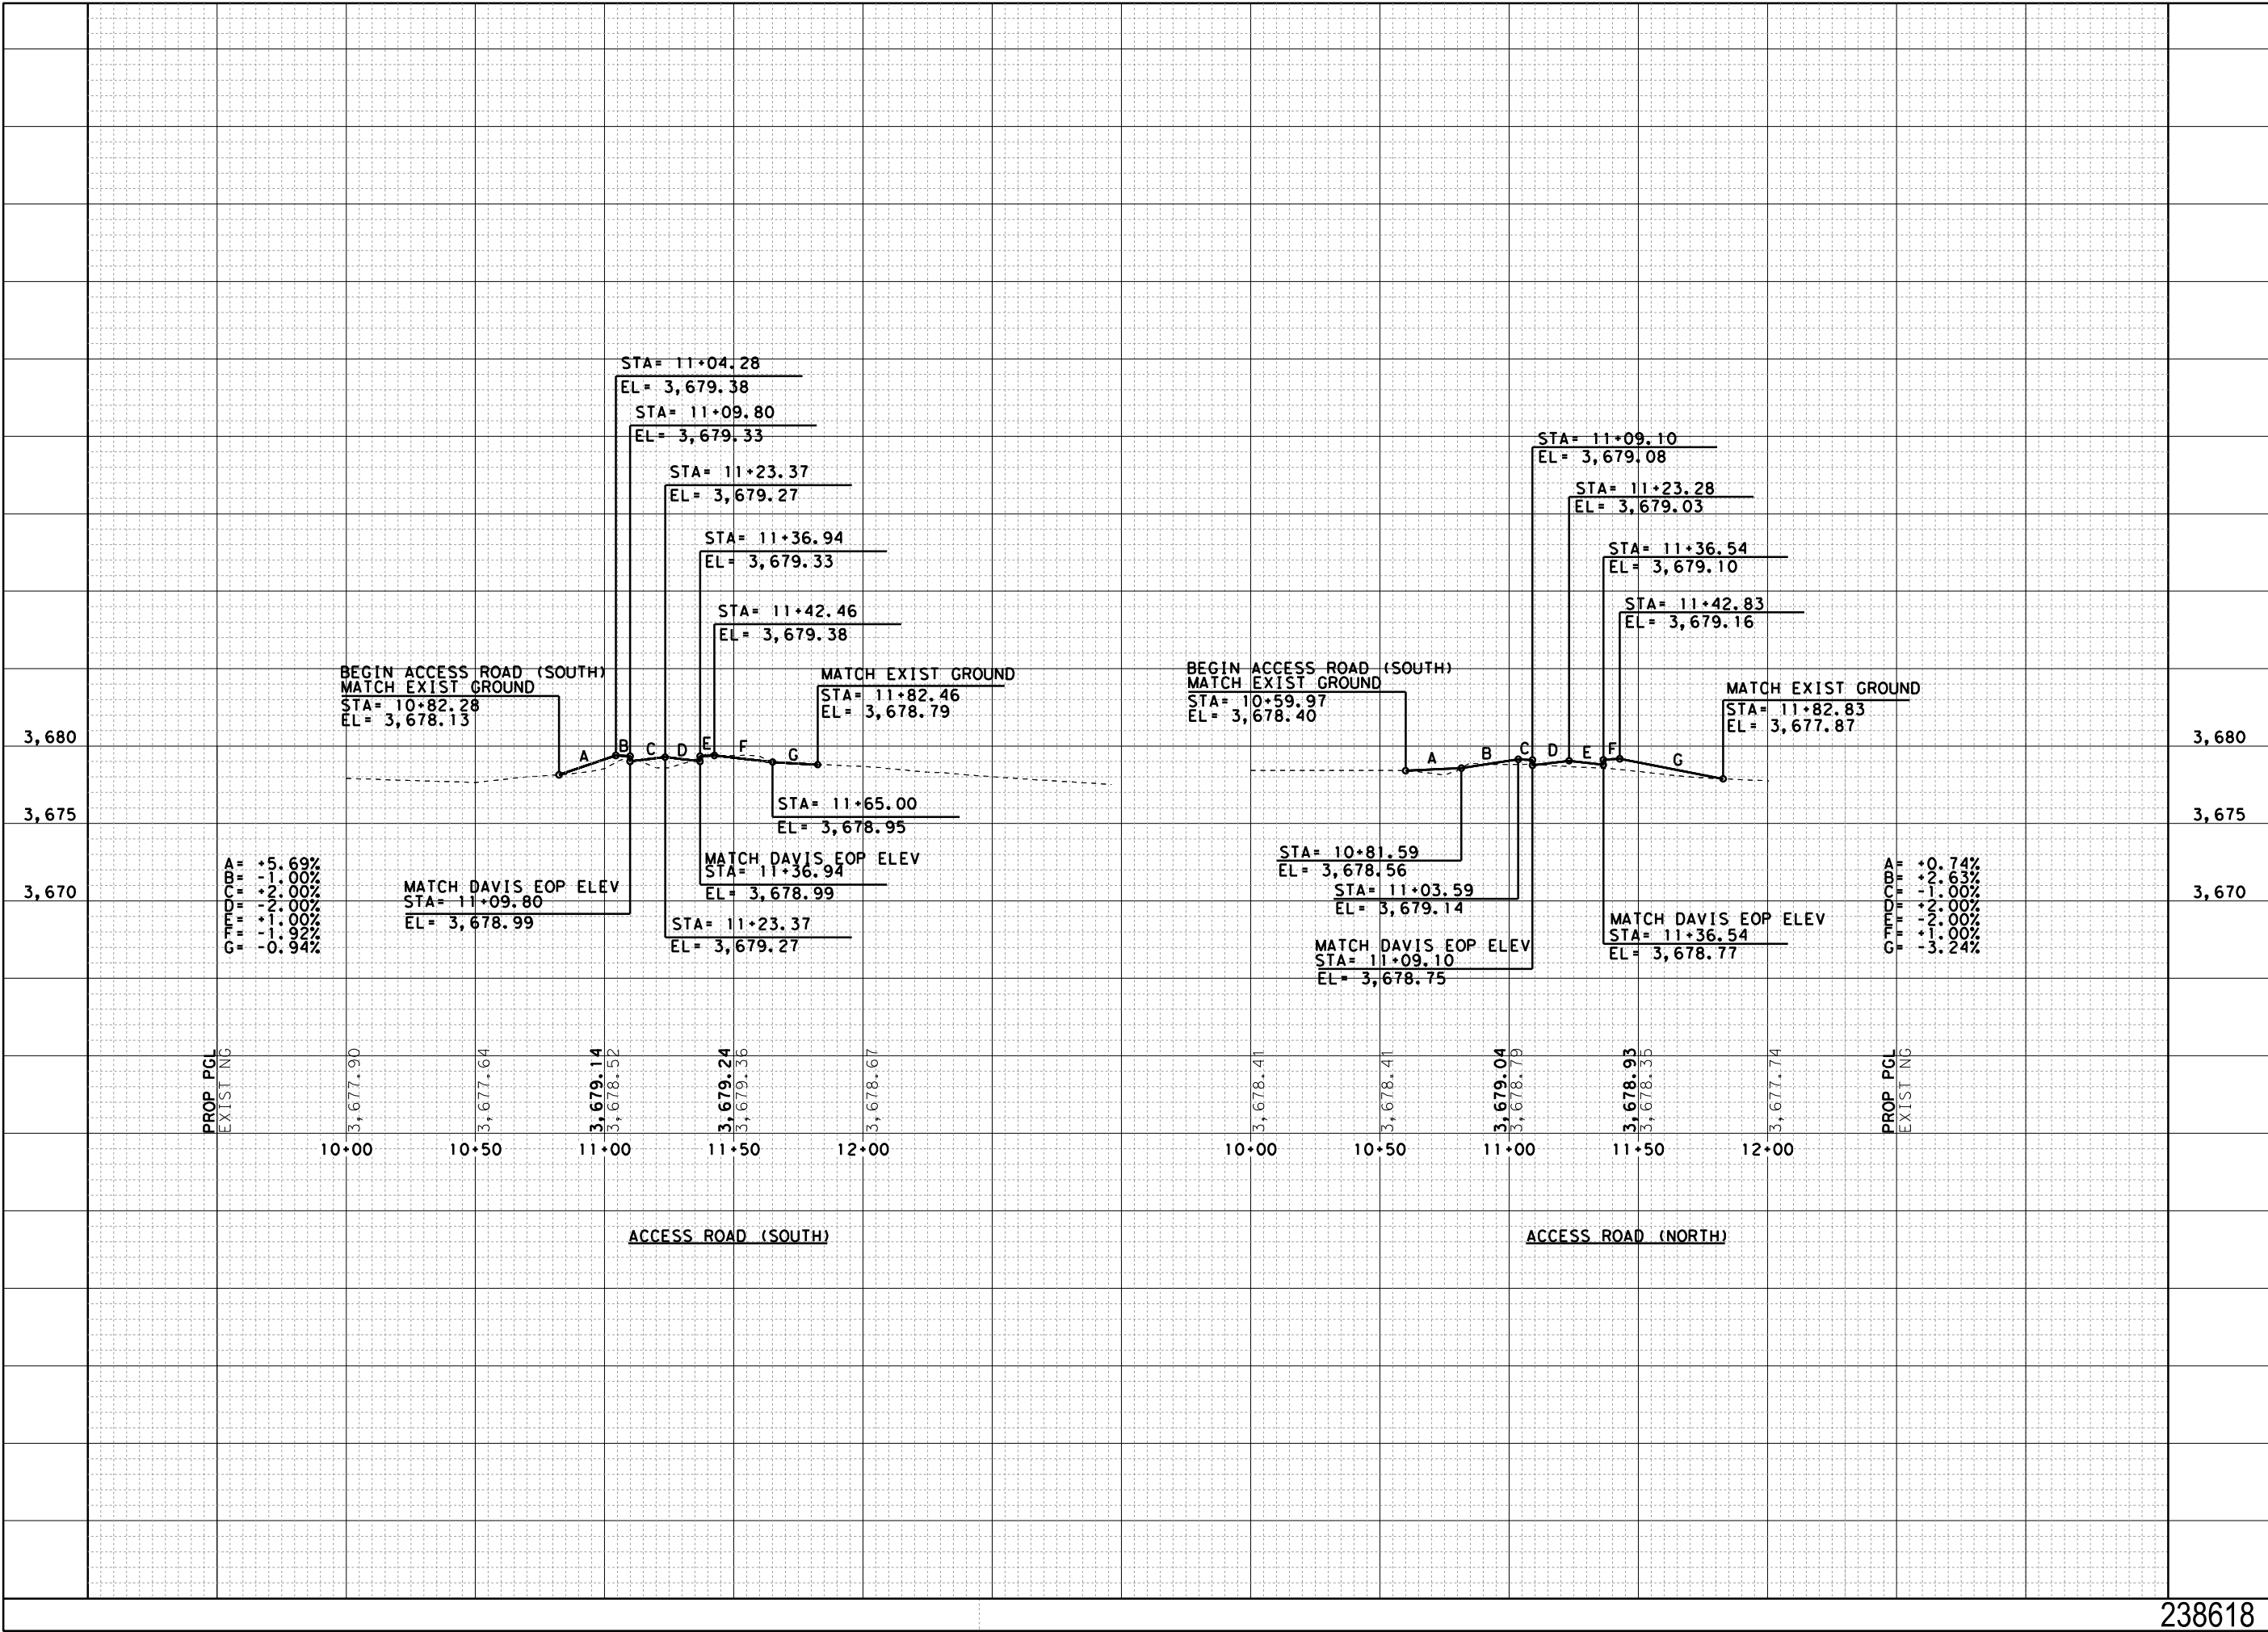 STA= 11+04.28
EL= 3,679.38
STA= 11+09.80
EL= 3,679.33
STA= 11+23.37
EL= 3,679.27
STA= 11+36.94
EL= 3,679.33
STA= 11+42.46
EL= 3,679.38
BEGIN ACCESS ROAD (SOUTH)
MATCH EXIST GROUND
STA= 10+82.28
EL= 3,678.13
MATCH EXIST GROUND
STA= 11+82.46
EL= 3,678.79
3,680
A
B
C
D
E
F
G
STA= 11+65.00
EL= 3,678.95
3,675
MATCH DAVIS EOP ELEV
STA= 11+36.94
EL= 3,678.99
A= +5.69%
B= -1.00%
C= +2.00%
D= -2.00%
E= +1.00%
F= -1.92%
G= -0.94%
3,670
MATCH DAVIS EOP ELEV
STA= 11+09.80
EL= 3,678.99
STA= 11+23.37
EL= 3,679.27
PROP PGL
EXIST NG
3,677.90
3,677.64
3,679.14
3,678.52
3,679.24
3,679.36
3,678.67
10+00
10+50
11+00
11+50
12+00
ACCESS ROAD (SOUTH)
STA= 11+09.10
EL= 3,679.08
STA= 11+23.28
EL= 3,679.03
STA= 11+36.54
EL= 3,679.10
STA= 11+42.83
EL= 3,679.16
BEGIN ACCESS ROAD (SOUTH)
MATCH EXIST GROUND
STA= 10+59.97
EL= 3,678.40
MATCH EXIST GROUND
STA= 11+82.83
EL= 3,677.87
3,680
A
B
C
D
E
F
G
3,675
STA= 10+81.59
EL= 3,678.56
STA= 11+03.59
EL= 3,679.14
A= +0.74%
B= +2.63%
C= -1.00%
D= +2.00%
E= -2.00%
F= +1.00%
G= -3.24%
3,670
MATCH DAVIS EOP ELEV
STA= 11+36.54
EL= 3,678.77
MATCH DAVIS EOP ELEV
STA= 11+09.10
EL= 3,678.75
3,678.41
3,678.41
3,679.04
3,678.79
3,678.93
3,678.35
3,677.74
PROP PGL
EXIST NG
10+00
10+50
11+00
11+50
12+00
ACCESS ROAD (NORTH)
238618